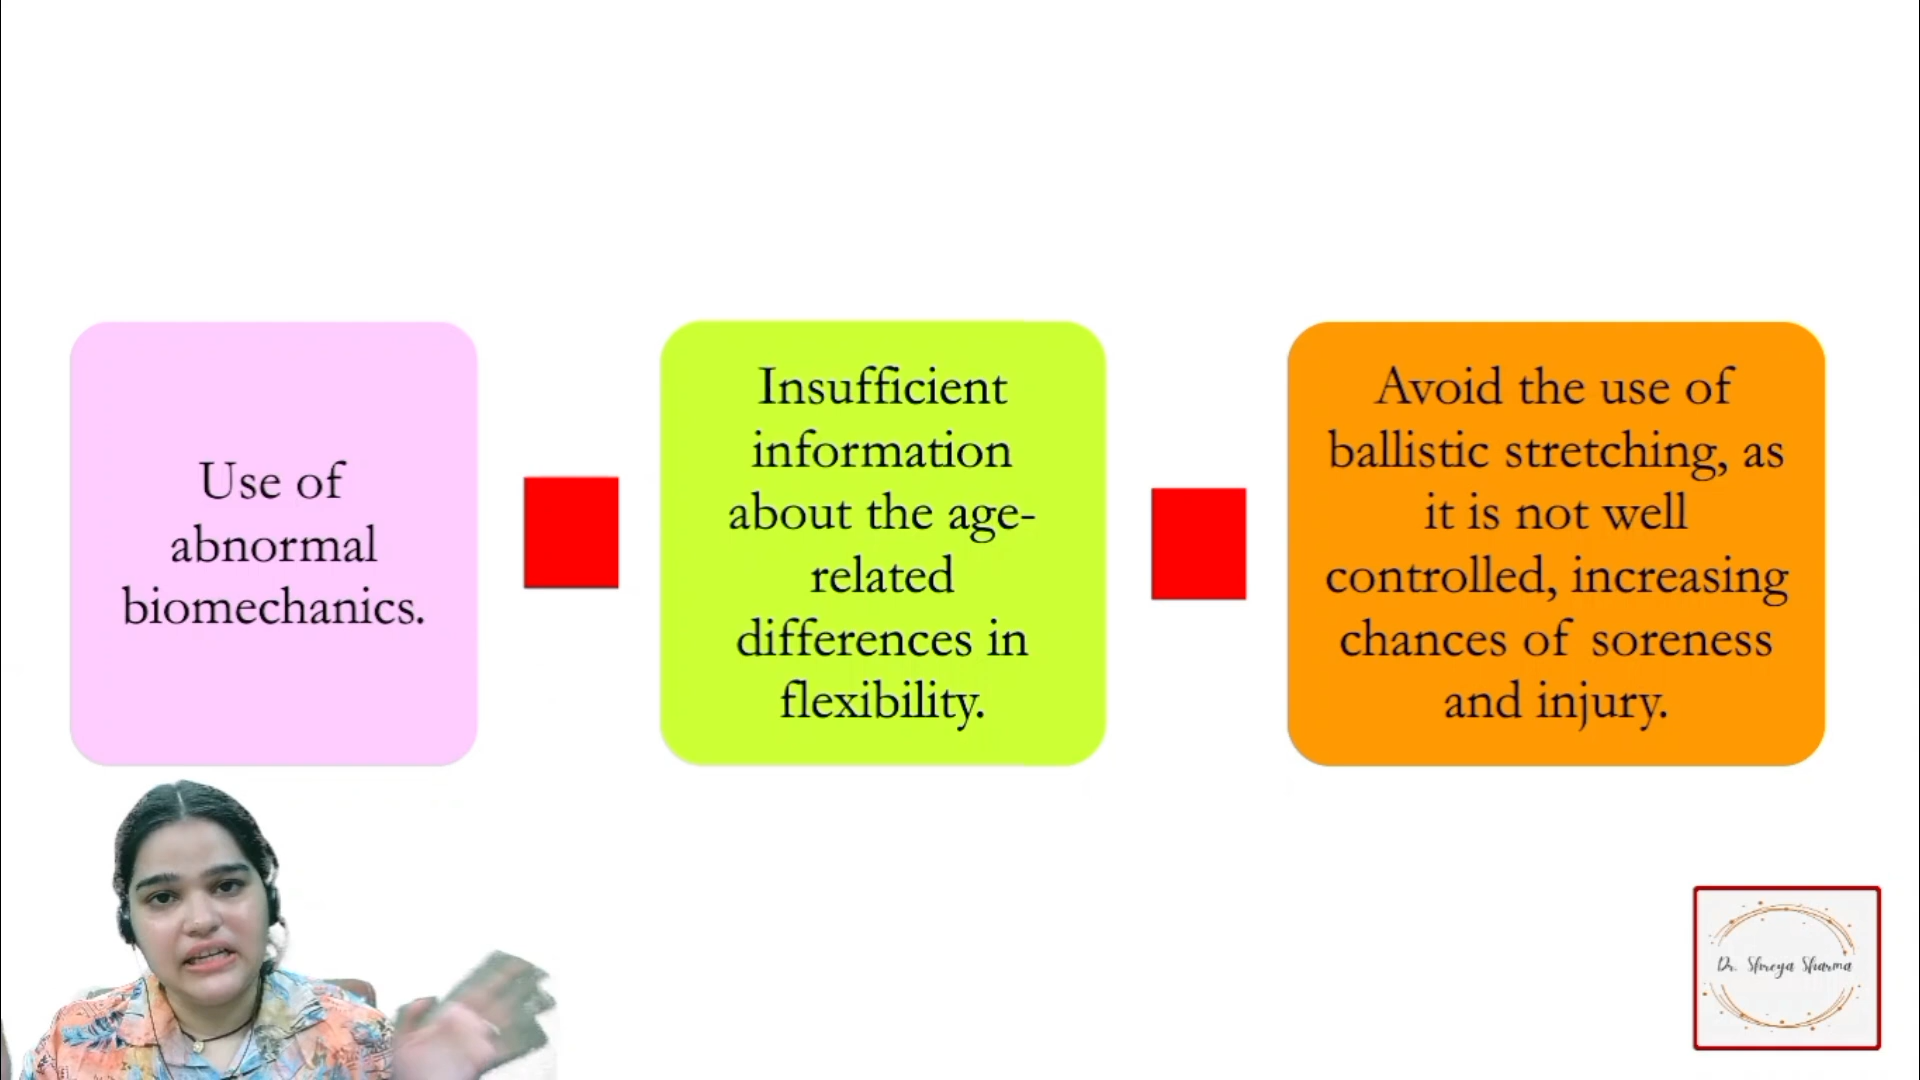 Use of
abnormal
biomechanics.
Insufficient
information
about the age-
related
differences in
flexibility.
Avoid the use of
ballistic stretching, as
it is not well
controlled, increasing
chances of soreness
and injury.
Dr. Shreya Sharma